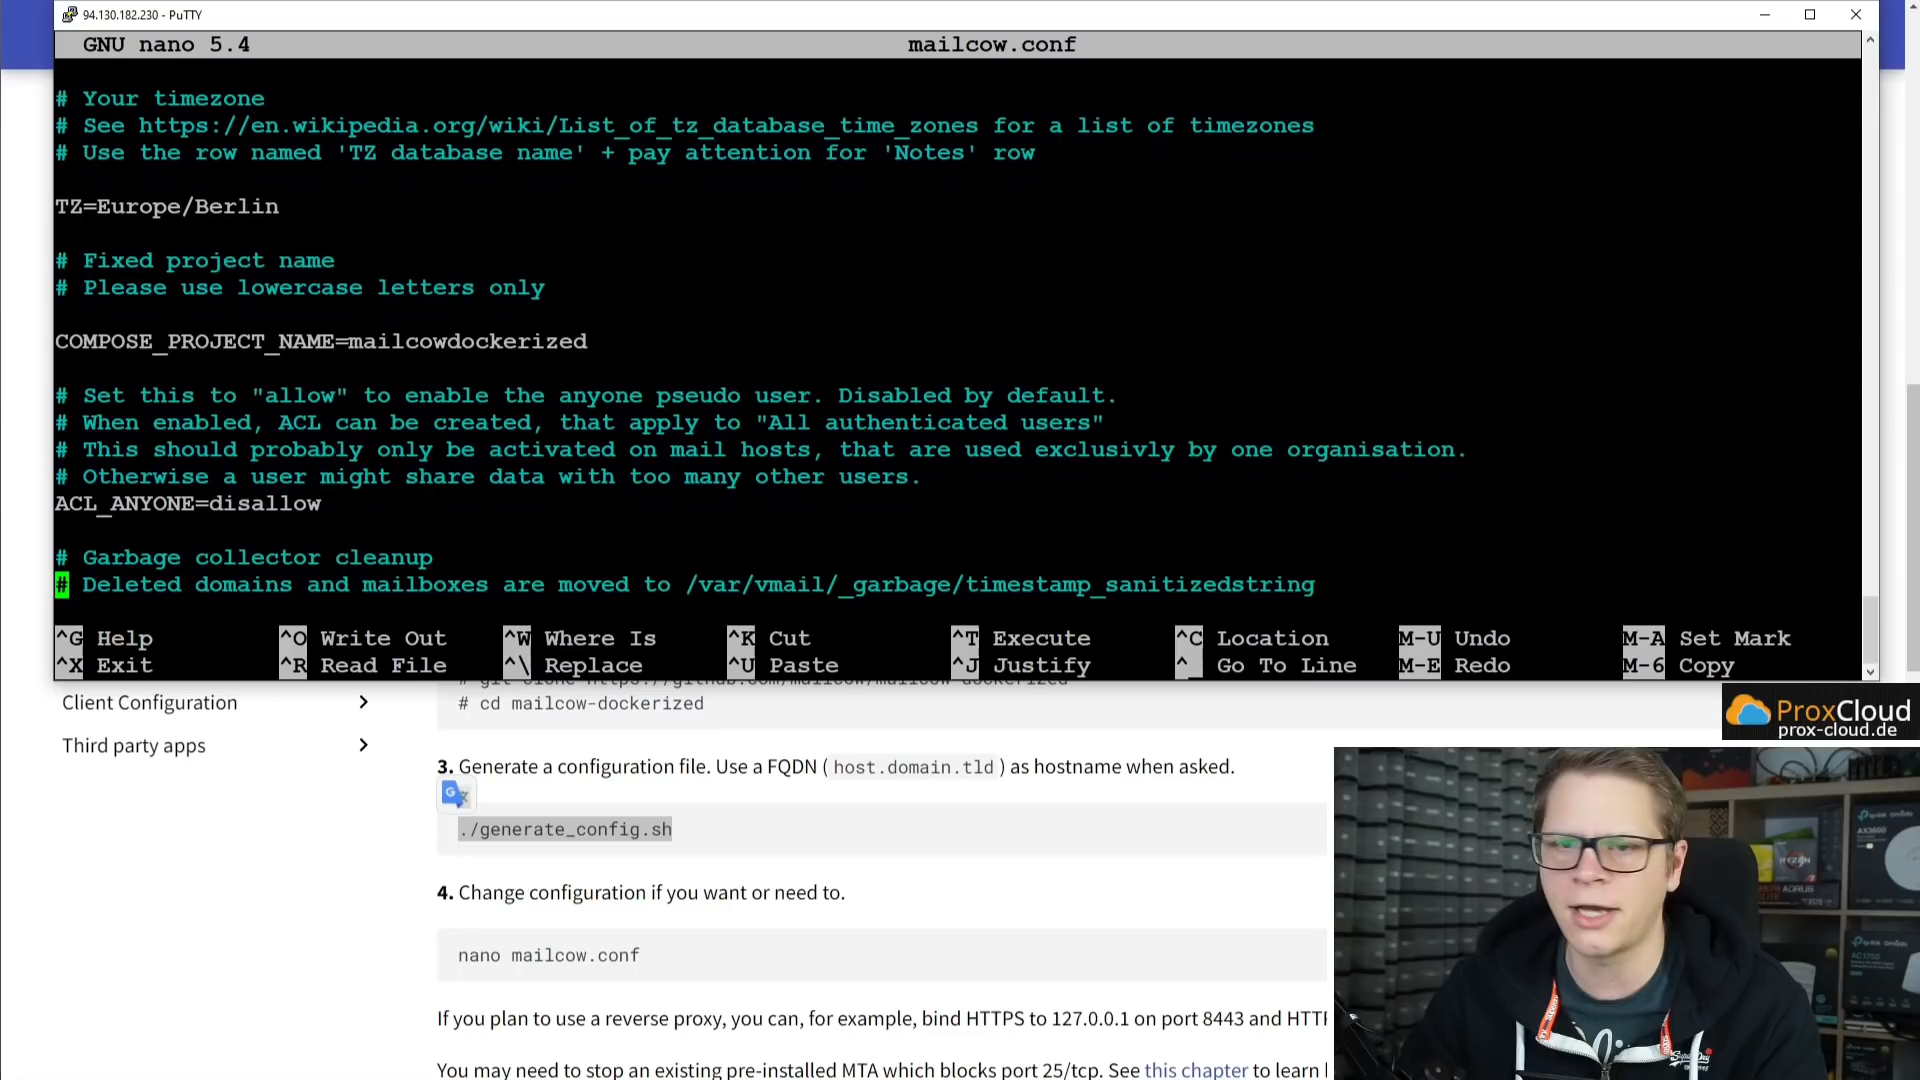 94.130.182.230 - PuTTY
GNU nano 5.4 mailcow.conf
# Your timezone
# See https://en.wikipedia.org/wiki/List_of_tz_database_time_zones for a list of timezones
# Use the row named 'TZ database name' + pay attention for 'Notes' row
TZ=Europe/Berlin
# Fixed project name
# Please use lowercase letters only
COMPOSE_PROJECT_NAME=mailcowdockerized
# Set this to "allow" to enable the anyone pseudo user. Disabled by default.
# When enabled, ACL can be created, that apply to "All authenticated users"
# This should probably only be activated on mail hosts, that are used exclusivly by one organisation.
# Otherwise a user might share data with too many other users.
ACL_ANYONE=disallow
# Garbage collector cleanup
# Deleted domains and mailboxes are moved to /var/vmail/_garbage/timestamp_sanitizedstring
^G Help ^O Write Out ^W Where Is ^K Cut ^T Execute ^C Location M-U Undo M-A Set Mark
^X Exit ^R Read File ^\ Replace ^U Paste ^J Justify ^_ Go To Line M-E Redo M-6 Copy
# git clone https://github.com/mailcow/mailcow-dockerized
Client Configuration
# cd mailcow-dockerized
Third party apps
ProxCloud
prox-cloud.de
3. Generate a configuration file. Use a FQDN (host.domain.tld) as hostname when asked.
./generate_config.sh
4. Change configuration if you want or need to.
nano mailcow.conf
If you plan to use a reverse proxy, you can, for example, bind HTTPS to 127.0.0.1 on port 8443 and HTT
You may need to stop an existing pre-installed MTA which blocks port 25/tcp. See this chapter to learn
AX3600
RYZEN
AORUS
AC1750